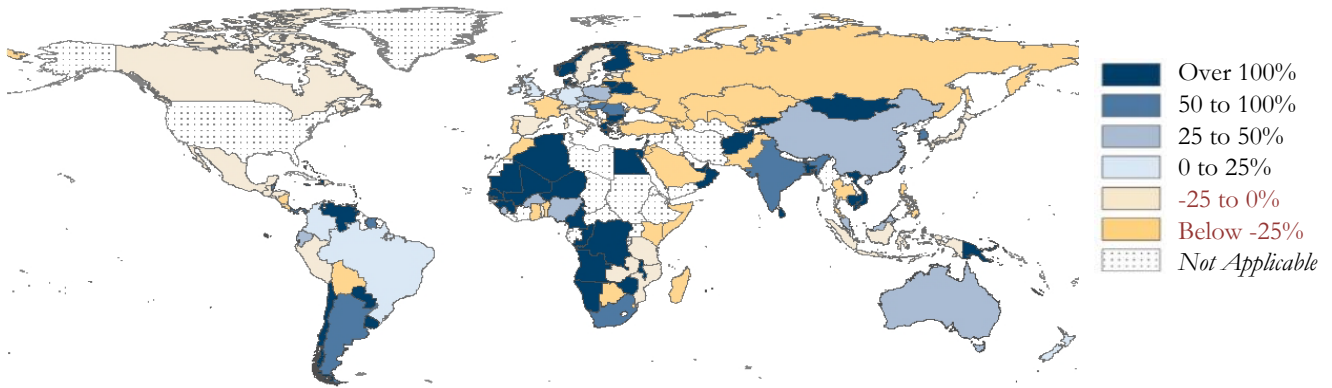 Over 100%
50 to 100%
25 to 50%
0 to 25%
-25 to 0%
Below -25%
Not Applicable